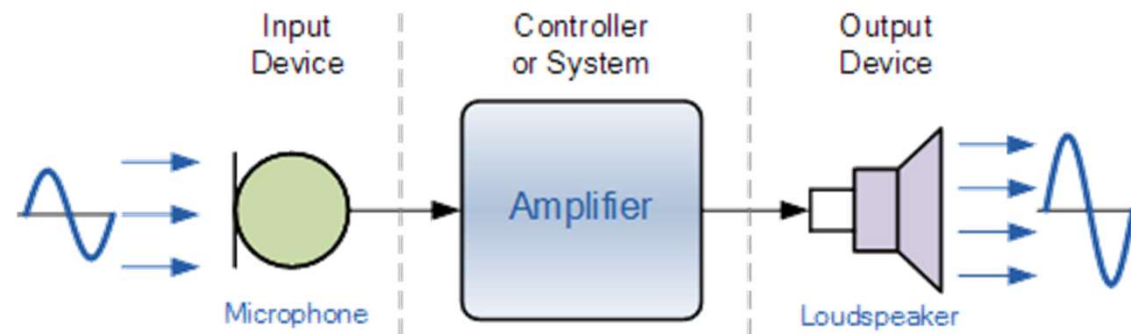 Input
Device
Controller
or System
Output
Device
Amplifier
Microphone
Loudspeaker